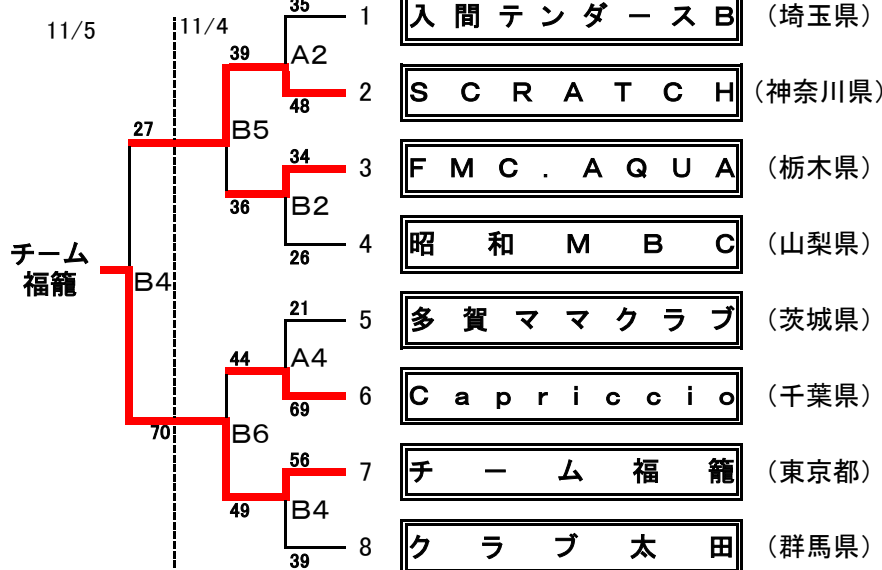 11/5
11/4
35 1 入間テンダースB （埼玉県）
39 A2
48 2 SCRATCH （神奈川県）
27 B5
34 3 FMC.AQUA （栃木県）
36 B2
26 4 昭和MBC （山梨県）
チーム
福籠
B4
21 5 多賀ママクラブ （茨城県）
44 A4
69 6 Capriccio （千葉県）
70 B6
56 7 チーム福籠 （東京都）
49 B4
39 8 クラブ太田 （群馬県）